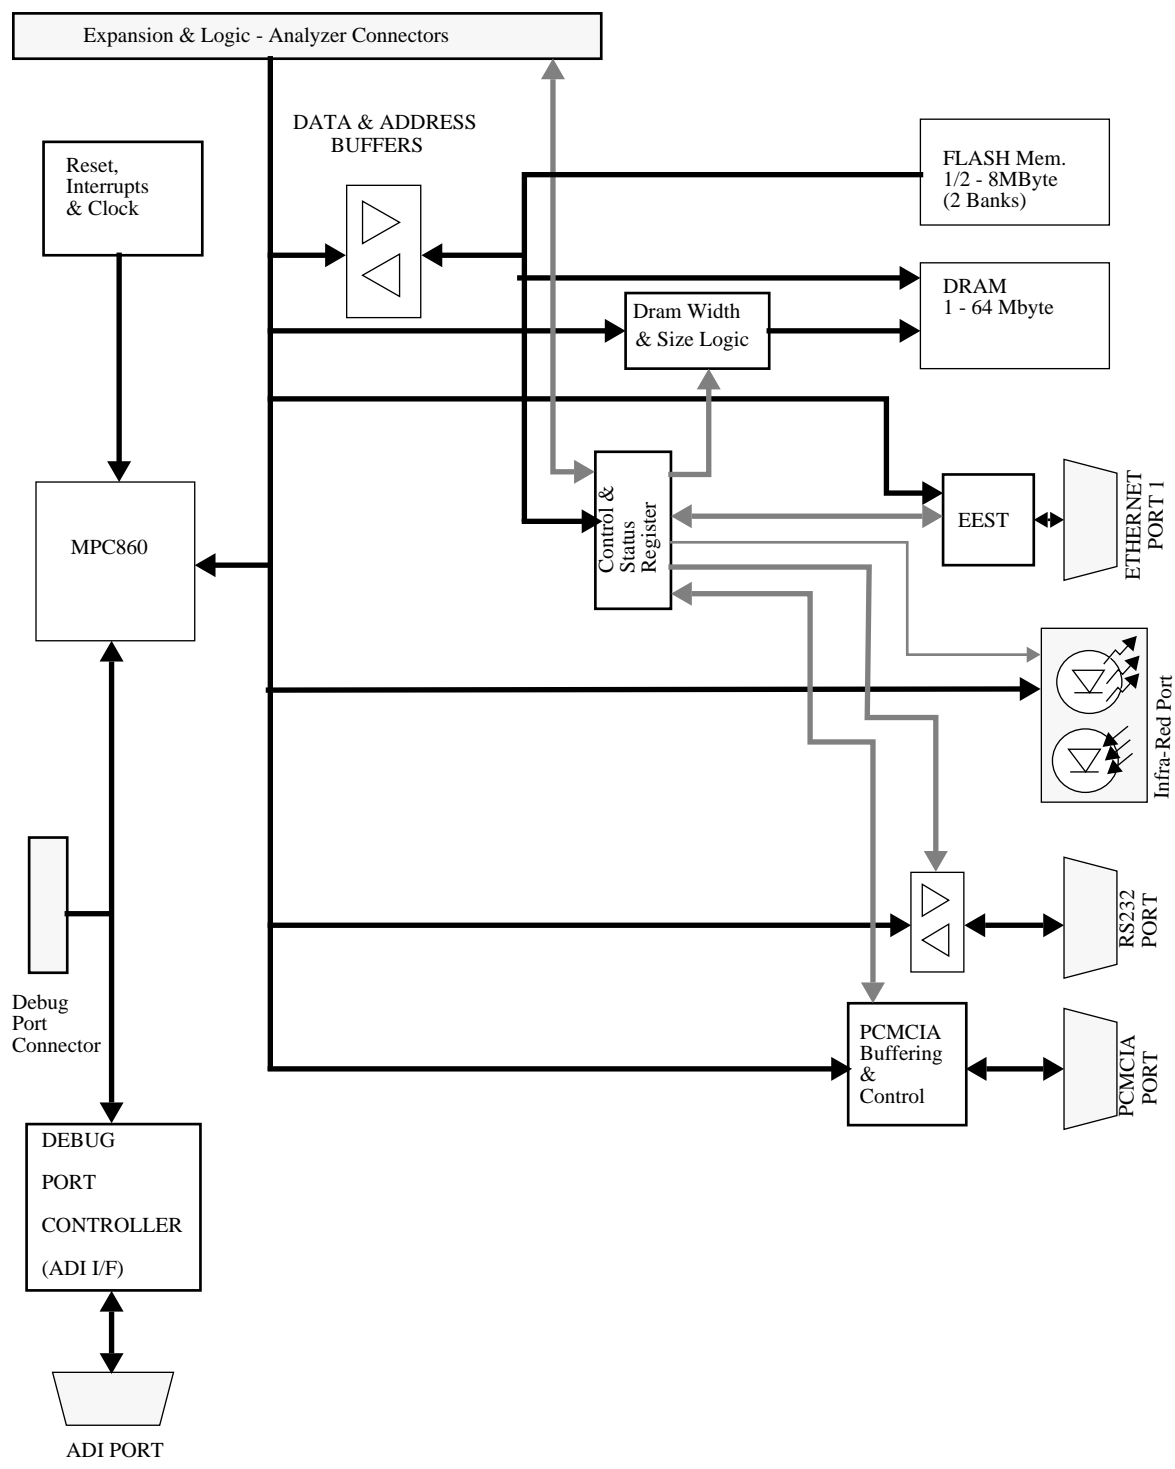 Expansion & Logic - Analyzer Connectors
DATA & ADDRESS
BUFFERS
Reset,
Interrupts
& Clock
FLASH Mem.
1/2 - 8MByte
(2 Banks)
DRAM
1 - 64 Mbyte
Dram Width
& Size Logic
MPC860
Control &
Status
Register
EEST
ETHERNET
PORT 1
Infra-Red Port
RS232
PORT
Debug
Port
Connector
PCMCIA
Buffering
&
Control
PCMCIA
PORT
DEBUG
PORT
CONTROLLER
(ADI I/F)
ADI PORT